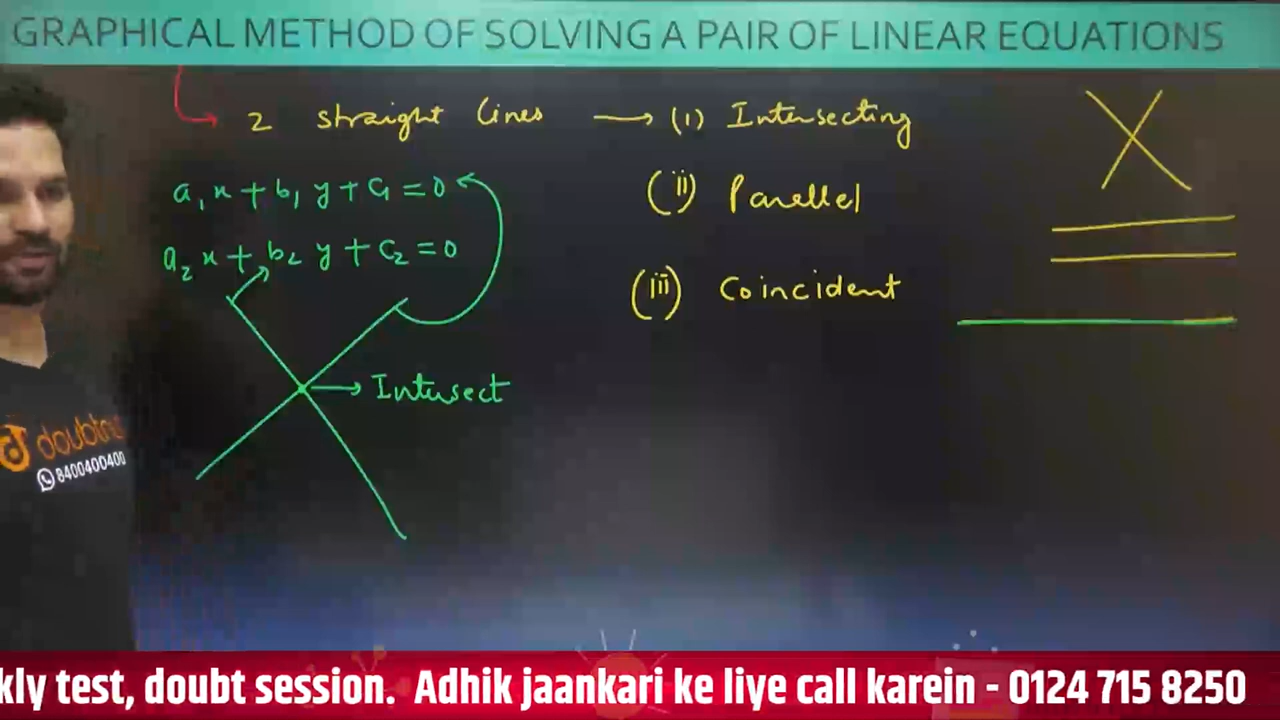 GRAPHICAL METHOD OF SOLVING A PAIR OF LINEAR EQUATIONS
2 straight lines → (i) Intersecting
a₁x + b₁y + c₁ = 0
(ii) Parellel
a₂x + b₂y + c₂ = 0
(iii) Coincident
→ Intersect
doubtnu
8400400400
kly test, doubt session. Adhik jaankari ke liye call karein - 0124 715 8250